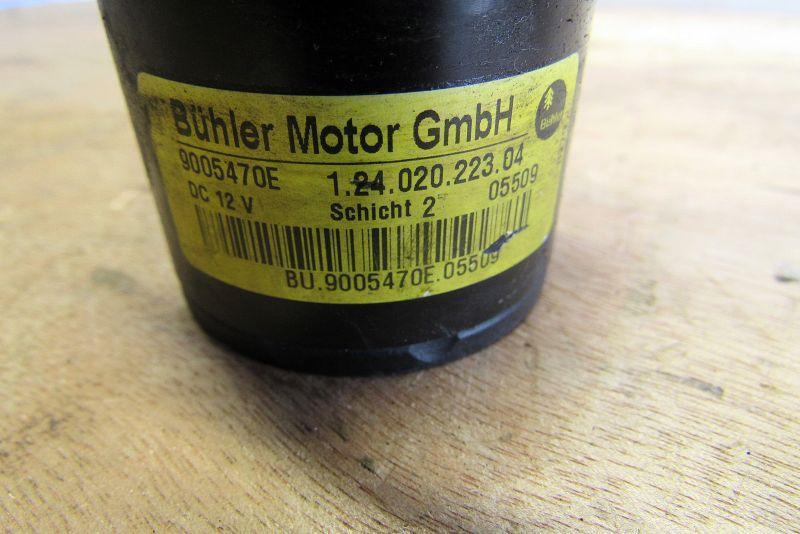 Bühler Motor GmbH
9005470E 1.24.020.223.04
DC 12 V Schicht 2 05509
BU.9005470E.05509